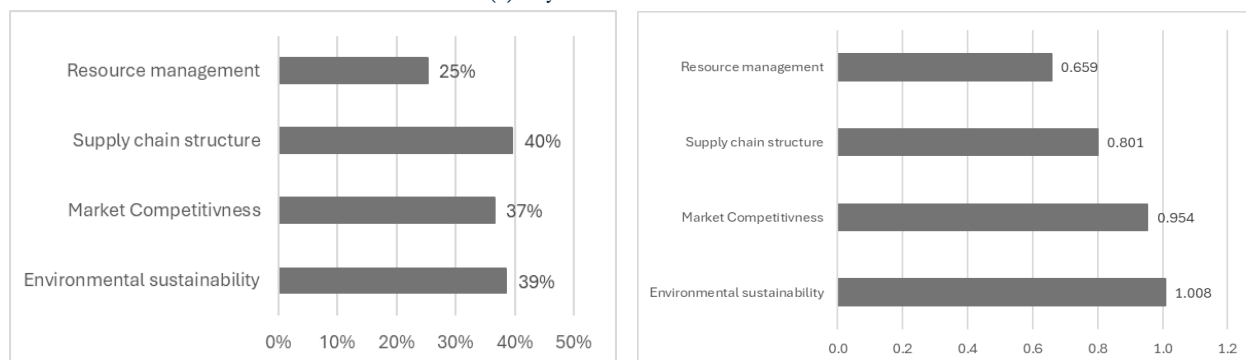 Resource management 25%
Supply chain structure 40%
Market Competitivness 37%
Environmental sustainability 39%
0% 10% 20% 30% 40% 50%
Resource management 0.659
Supply chain structure 0.801
Market Competitivness 0.954
Environmental sustainability 1.008
0.0 0.2 0.4 0.6 0.8 1.0 1.2